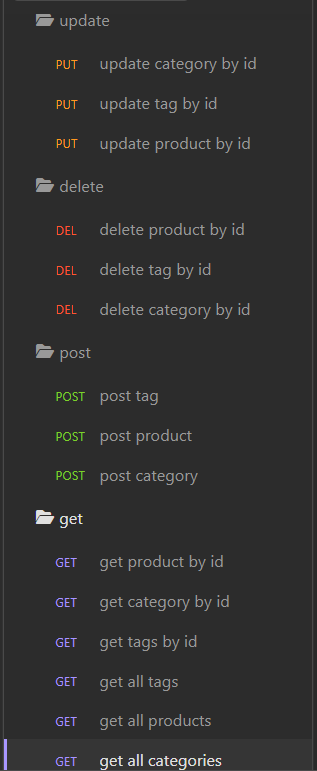 update
PUT update category by id
PUT update tag by id
PUT update product by id
delete
DEL delete product by id
DEL delete tag by id
DEL delete category by id
post
POST post tag
POST post product
POST post category
get
GET get product by id
GET get category by id
GET get tags by id
GET get all tags
GET get all products
GET get all categories